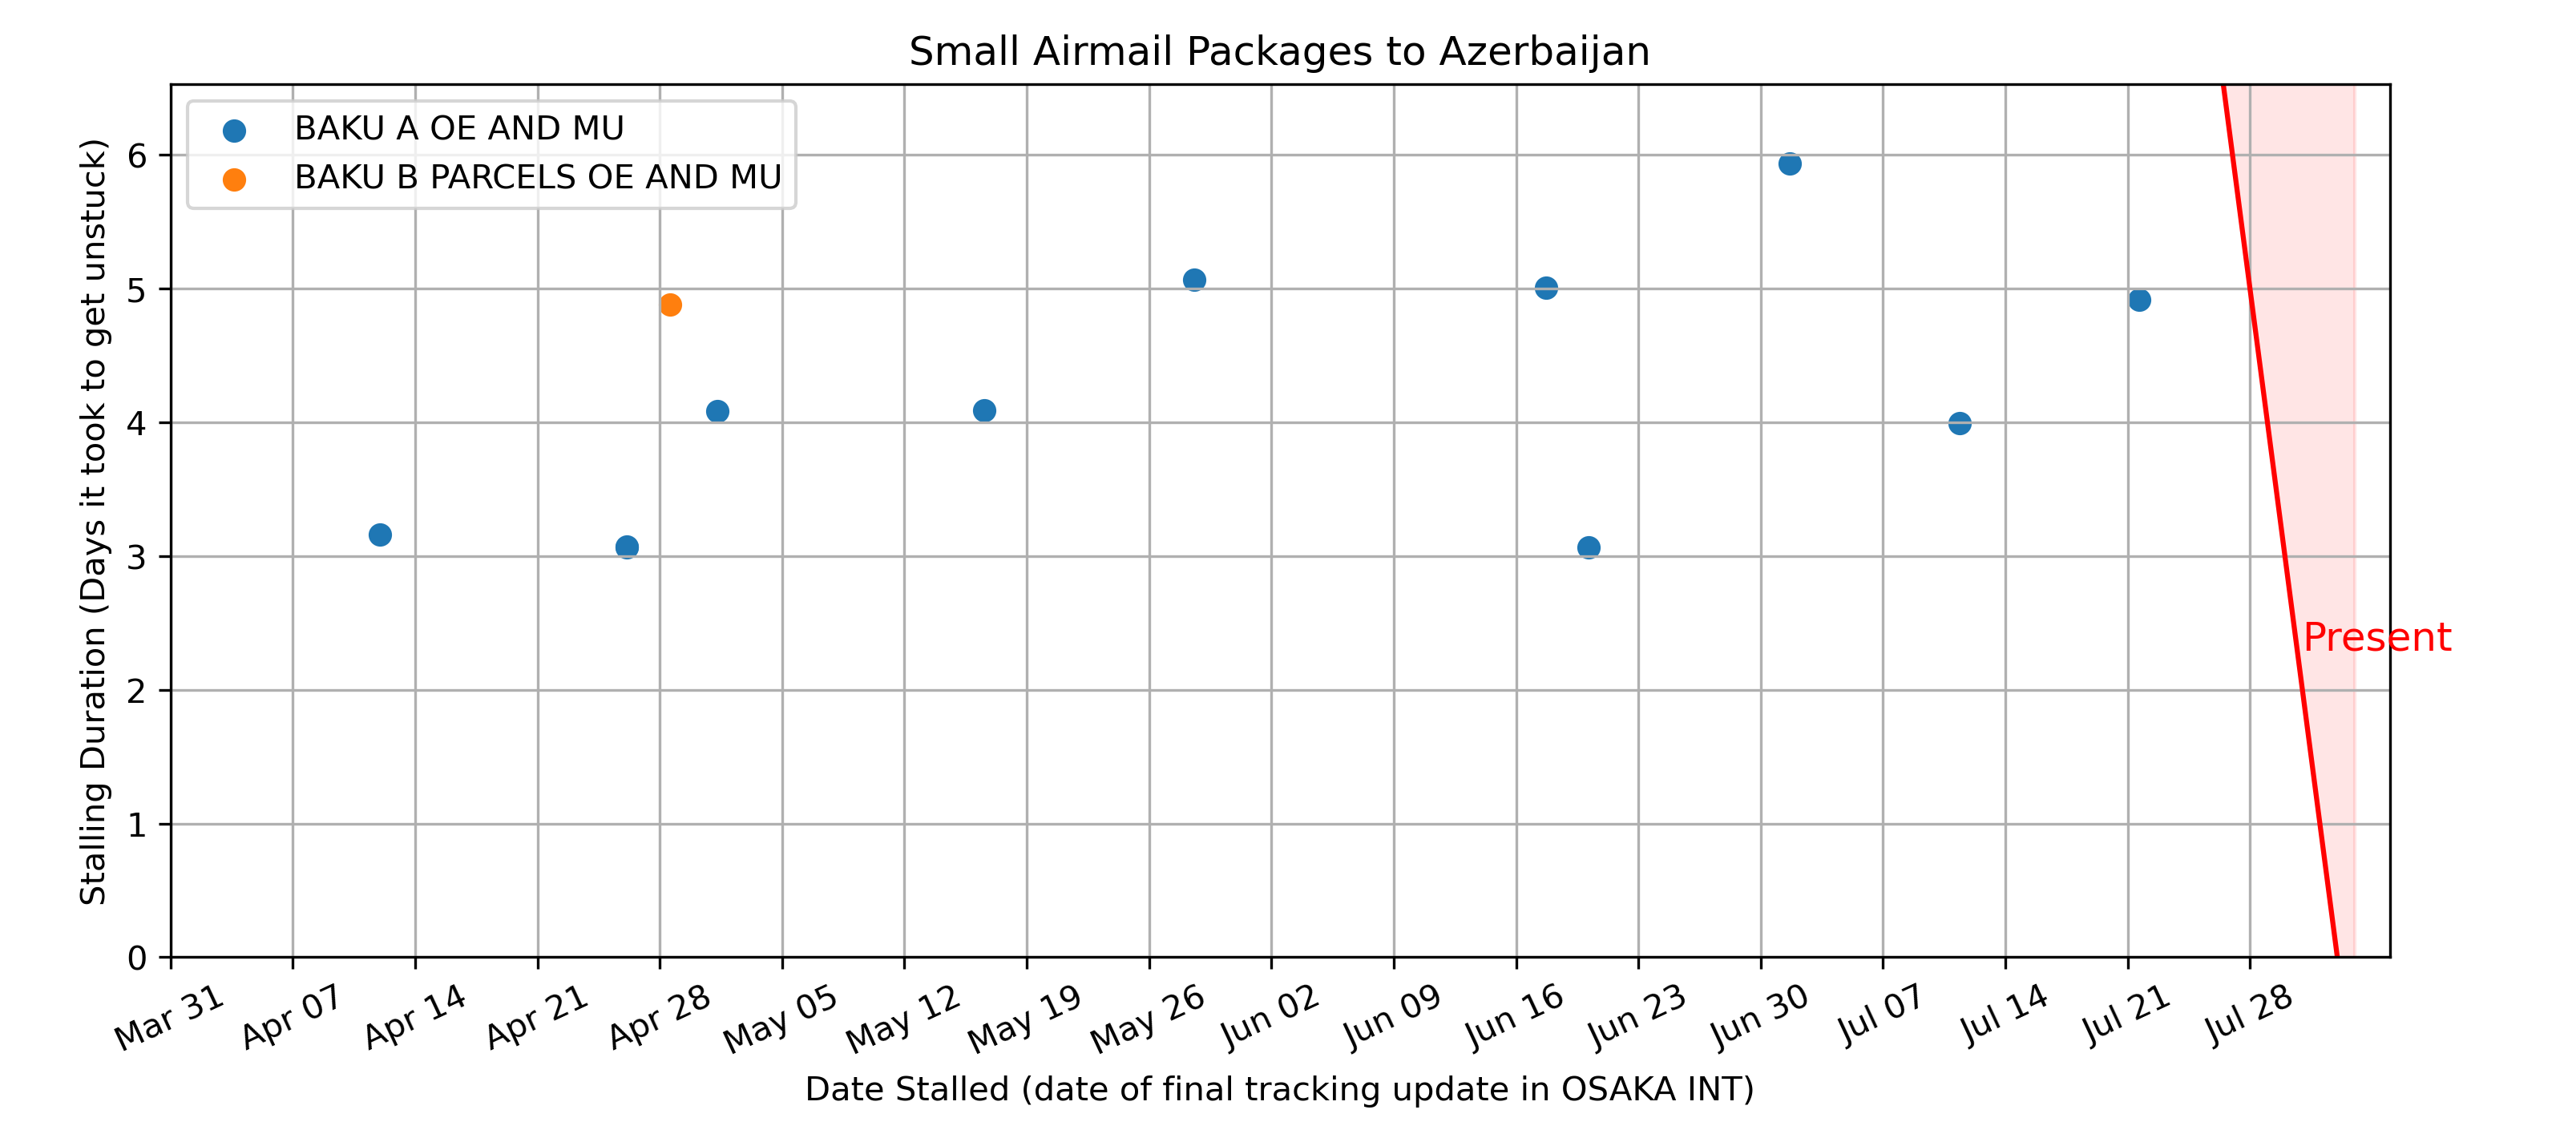 Small Airmail Packages to Azerbaijan
BAKU A OE AND MU
BAKU B PARCELS OE AND MU
Stalling Duration (Days it took to get unstuck)
6
5
4
3
2
1
0
Present
Mar 31
Apr 07
Apr 14
Apr 21
Apr 28
May 05
May 12
May 19
May 26
Jun 02
Jun 09
Jun 16
Jun 23
Jun 30
Jul 07
Jul 14
Jul 21
Jul 28
Date Stalled (date of final tracking update in OSAKA INT)